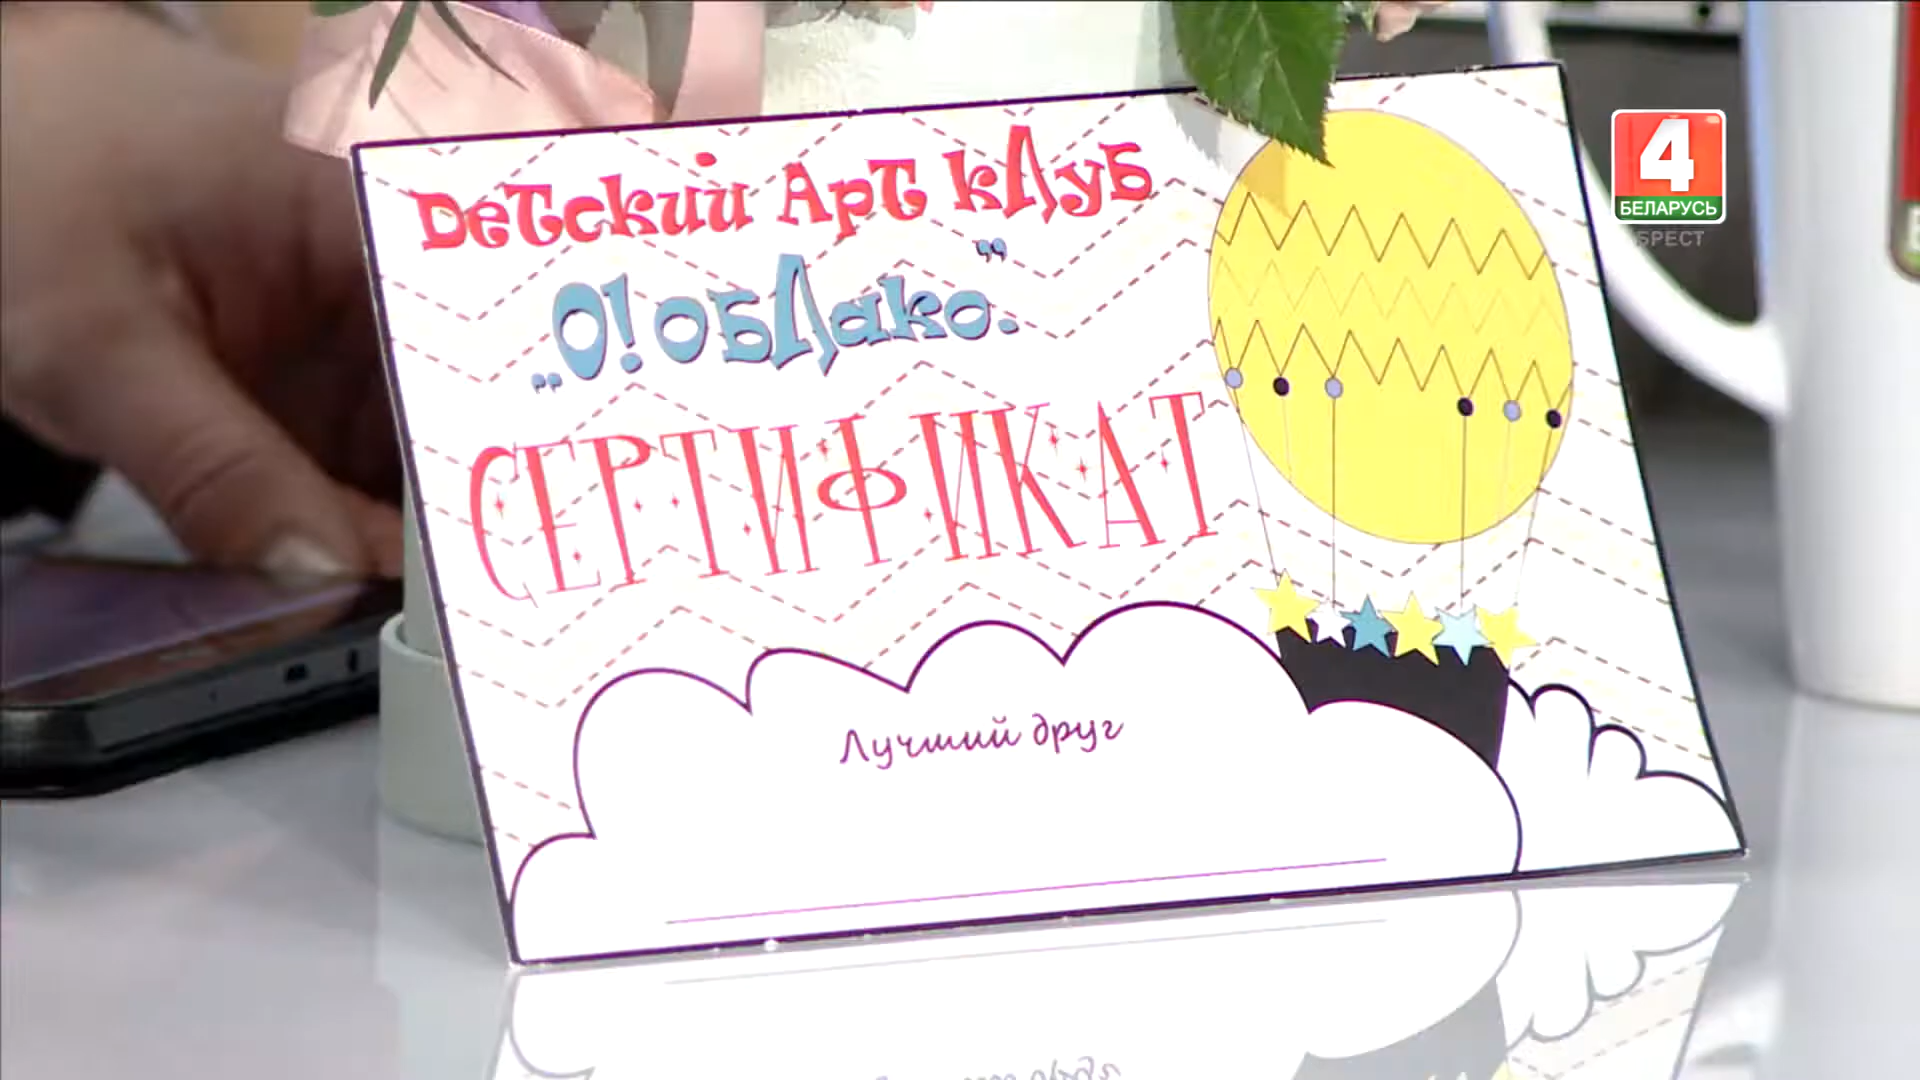 Детский Арт клуб
„О! облако."
СЕРТИФИКАТ
Лучший друг
4
БЕЛАРУСЬ
БРЕСТ